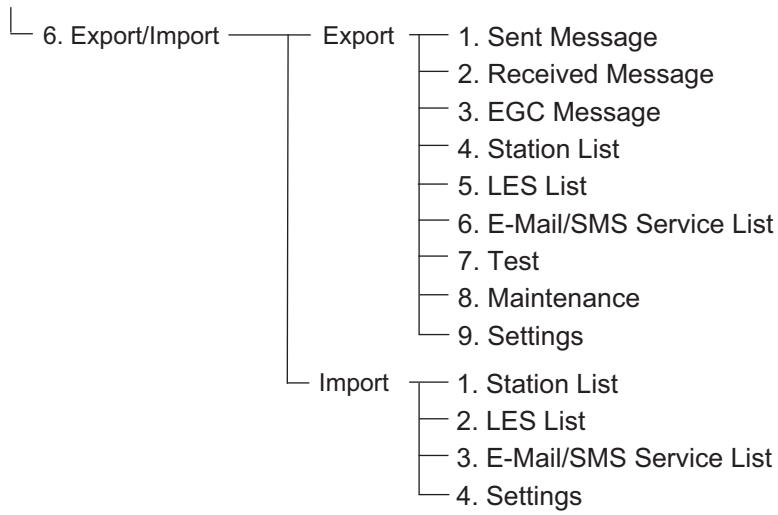 6. Export/Import Export 1. Sent Message
2. Received Message
3. EGC Message
4. Station List
5. LES List
6. E-Mail/SMS Service List
7. Test
8. Maintenance
9. Settings
Import 1. Station List
2. LES List
3. E-Mail/SMS Service List
4. Settings